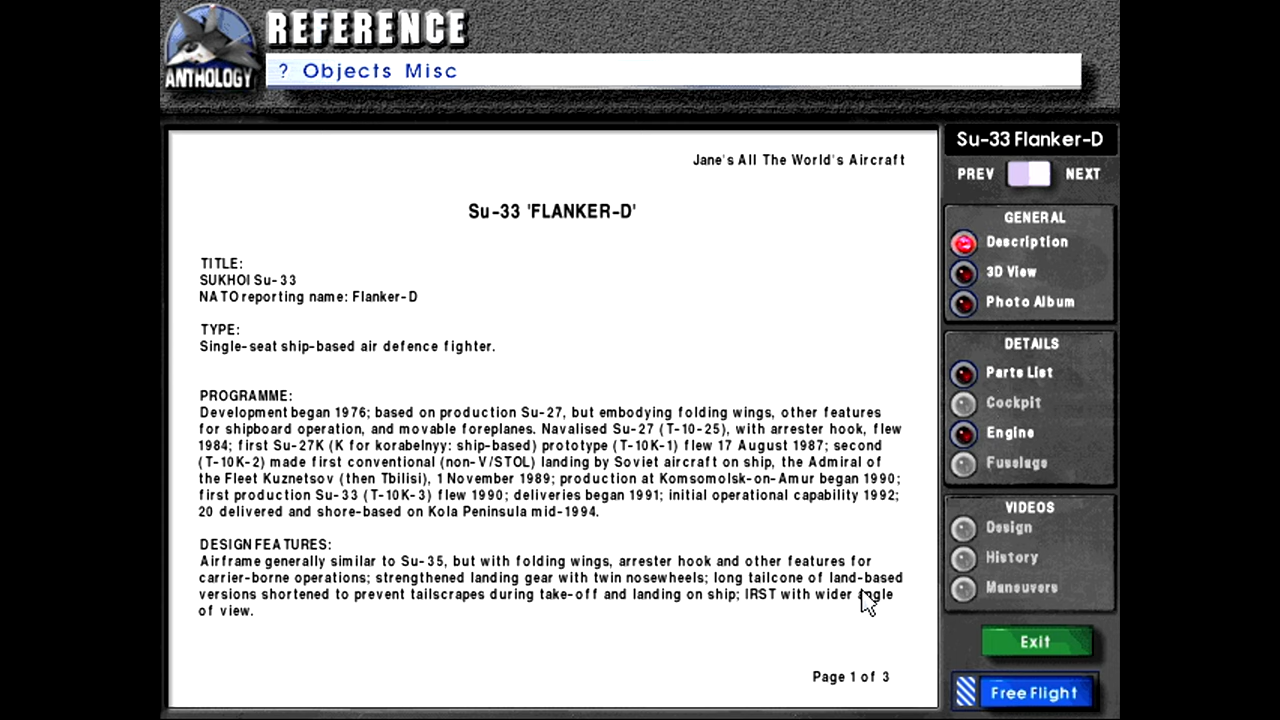 REFERENCE
ANTHOLOGY
? Objects Misc
Jane's All The World's Aircraft
Su-33 'FLANKER-D'
TITLE:
SUKHOI Su-33
NATO reporting name: Flanker-D
TYPE:
Single-seat ship-based air defence fighter.
PROGRAMME:
Development began 1976; based on production Su-27, but embodying folding wings, other features
for shipboard operation, and movable foreplanes. Navalised Su-27 (T-10-25), with arrester hook, flew
1984; first Su-27K (K for korabelnyy: ship-based) prototype (T-10K-1) flew 17 August 1987; second
(T-10K-2) made first conventional (non-V/STOL) landing by Soviet aircraft on ship, the Admiral of
the Fleet Kuznetsov (then Tbilisi), 1 November 1989; production at Komsomolsk-on-Amur began 1990;
first production Su-33 (T-10K-3) flew 1990; deliveries began 1991; initial operational capability 1992;
20 delivered and shore-based on Kola Peninsula mid-1994.
DESIGN FEATURES:
Airframe generally similar to Su-35, but with folding wings, arrester hook and other features for
carrier-borne operations; strengthened landing gear with twin nosewheels; long tailcone of land-based
versions shortened to prevent tailscrapes during take-off and landing on ship; IRST with wider angle
of view.
Page 1 of 3
Su-33 Flanker-D
PREV NEXT
GENERAL
Description
3D View
Photo Album
DETAILS
Parts List
Cockpit
Engine
Fuselage
VIDEOS
Design
History
Maneuvers
Exit
Free Flight